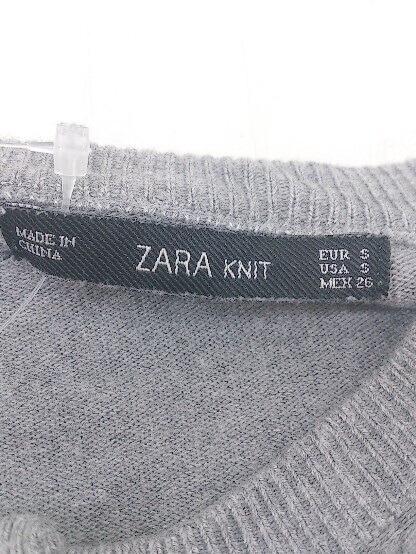 MADE IN
CHINA
ZARA KNIT
EUR S
USA S
MEX 26